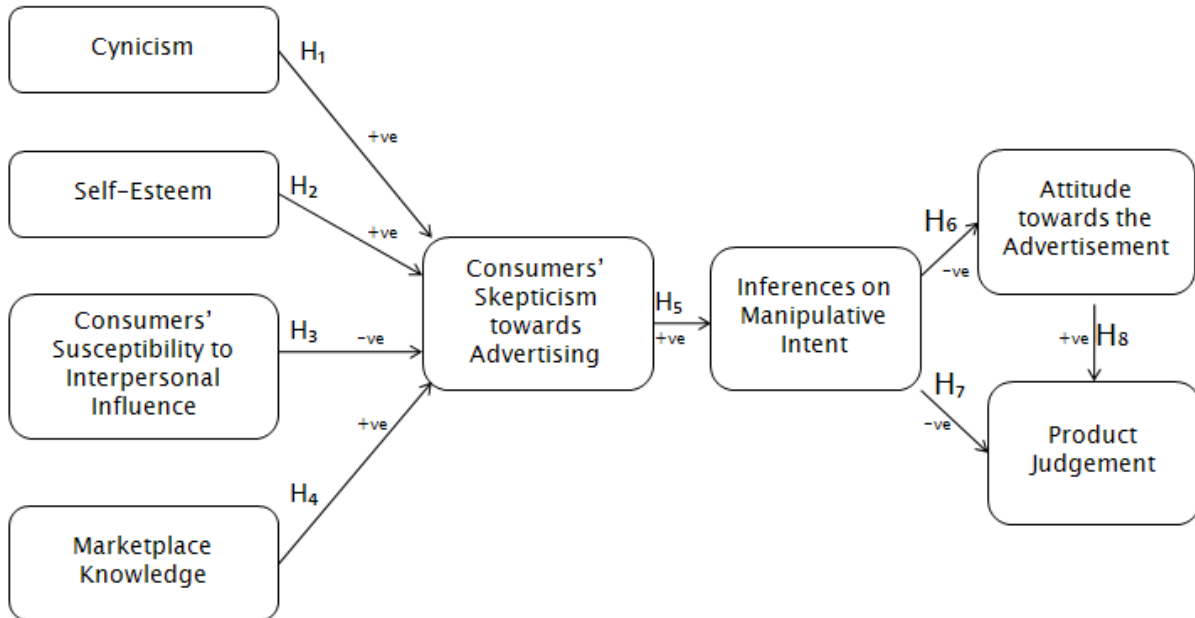 Cynicism
H₁
+ve
Self-Esteem
H₂
+ve
Consumers'
Susceptibility to
Interpersonal
Influence
H₃
-ve
Marketplace
Knowledge
H₄
+ve
Consumers'
Skepticism
towards
Advertising
H₅
+ve
Inferences on
Manipulative
Intent
H₆
-ve
H₇
-ve
Attitude
towards the
Advertisement
+ve H₈
Product
Judgement